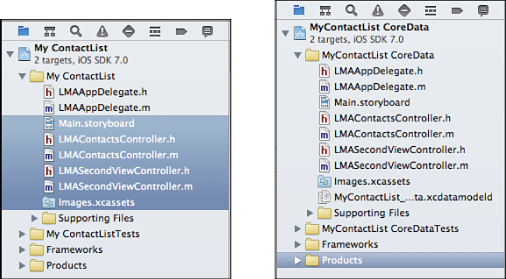 My ContactList
2 targets, iOS SDK 7.0
My ContactList
LMAAppDelegate.h
LMAAppDelegate.m
Main.storyboard
LMAContactsController.h
LMAContactsController.m
LMASecondViewController.h
LMASecondViewController.m
Images.xcassets
Supporting Files
My ContactListTests
Frameworks
Products
MyContactList CoreData
2 targets, iOS SDK 7.0
MyContactList CoreData
LMAAppDelegate.h
LMAAppDelegate.m
Main.storyboard
LMAContactsController.h
LMAContactsController.m
LMASecondViewController.h
LMASecondViewController.m
Images.xcassets
MyContactList_...ta.xcdatamodeld
Supporting Files
MyContactList CoreDataTests
Frameworks
Products